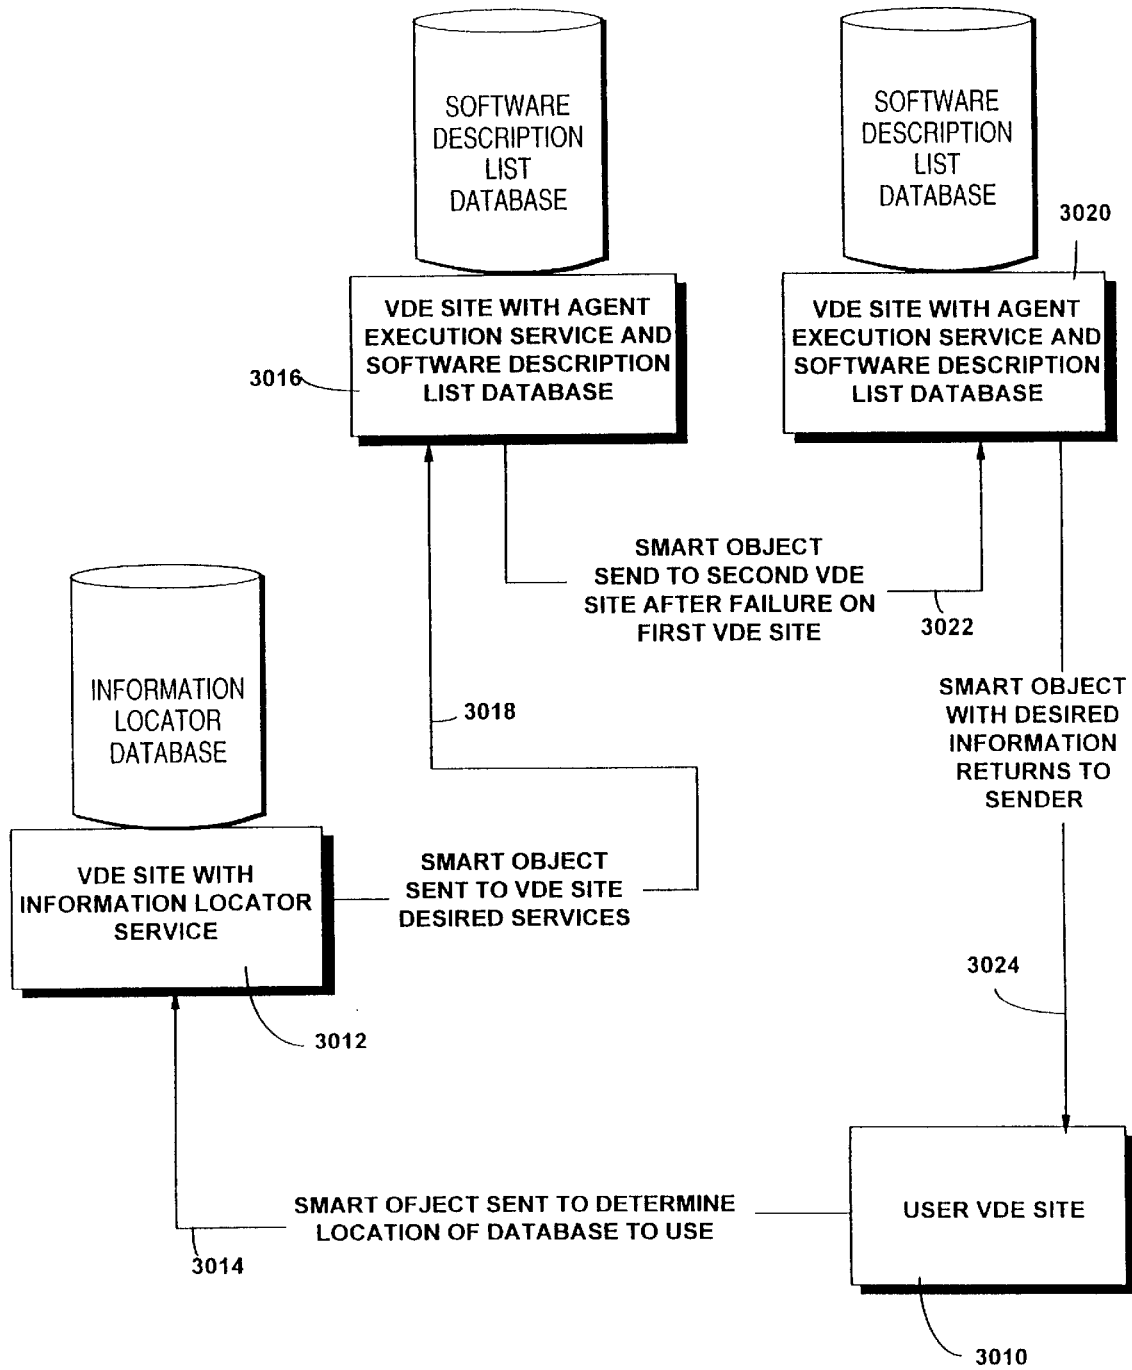 SOFTWARE
DESCRIPTION
LIST
DATABASE
SOFTWARE
DESCRIPTION
LIST
DATABASE
3020
VDE SITE WITH AGENT
EXECUTION SERVICE AND
SOFTWARE DESCRIPTION
LIST DATABASE
VDE SITE WITH AGENT
EXECUTION SERVICE AND
SOFTWARE DESCRIPTION
LIST DATABASE
3016
SMART OBJECT
SEND TO SECOND VDE
SITE AFTER FAILURE ON
FIRST VDE SITE
3022
INFORMATION
LOCATOR
DATABASE
3018
SMART OBJECT
WITH DESIRED
INFORMATION
RETURNS TO
SENDER
VDE SITE WITH
INFORMATION LOCATOR
SERVICE
SMART OBJECT
SENT TO VDE SITE
DESIRED SERVICES
3024
3012
SMART OFJECT SENT TO DETERMINE
LOCATION OF DATABASE TO USE
USER VDE SITE
3014
3010